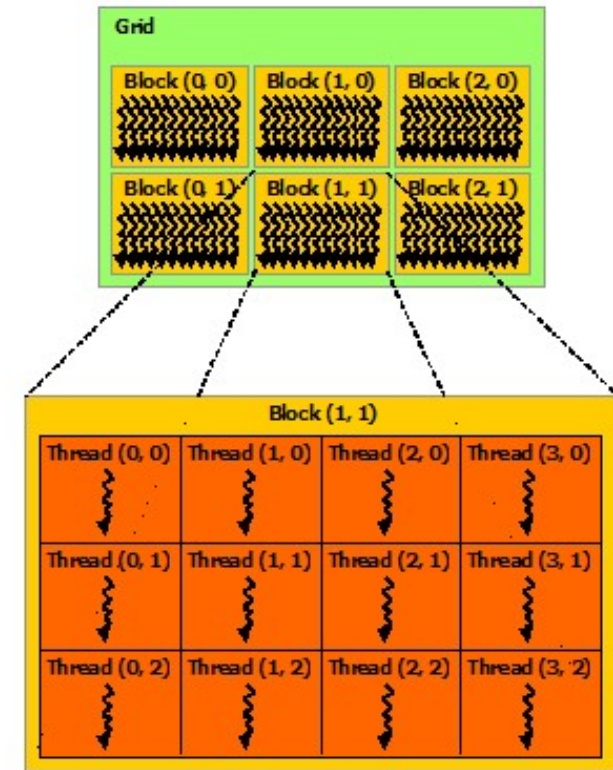 Grid
Block (0, 0) Block (1, 0) Block (2, 0)
Block (0, 1) Block (1, 1) Block (2, 1)
Block (1, 1)
Thread (0, 0) Thread (1, 0) Thread (2, 0) Thread (3, 0)
Thread (0, 1) Thread (1, 1) Thread (2, 1) Thread (3, 1)
Thread (0, 2) Thread (1, 2) Thread (2, 2) Thread (3, 2)